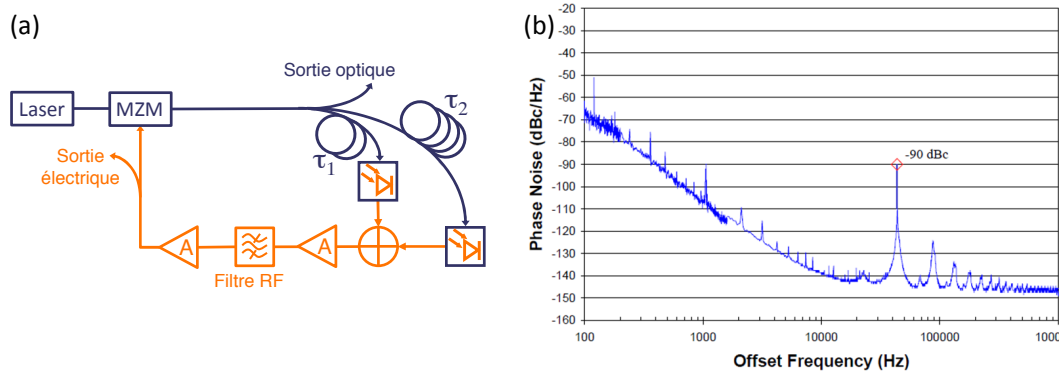 (a)
Sortie optique
Laser
MZM
τ2
τ1
Sortie
électrique
A
A
Filtre RF
(b)
Phase Noise (dBc/Hz)
-20
-30
-40
-50
-60
-70
-80
-90
-100
-110
-120
-130
-140
-150
-160
-90 dBc
100
1000
10000
100000
1000
Offset Frequency (Hz)